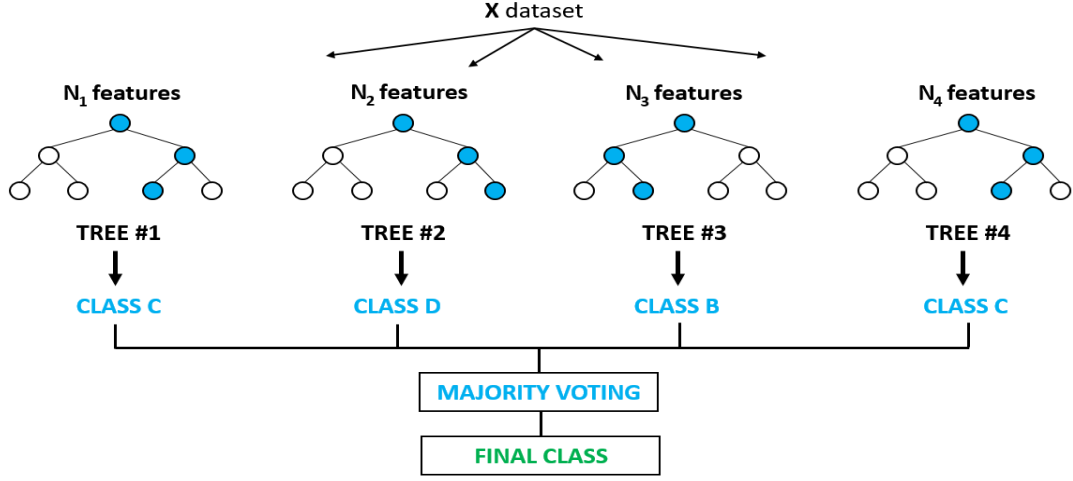 X dataset
N₁ features
N₂ features
N₃ features
N₄ features
TREE #1
TREE #2
TREE #3
TREE #4
CLASS C
CLASS D
CLASS B
CLASS C
MAJORITY VOTING
FINAL CLASS